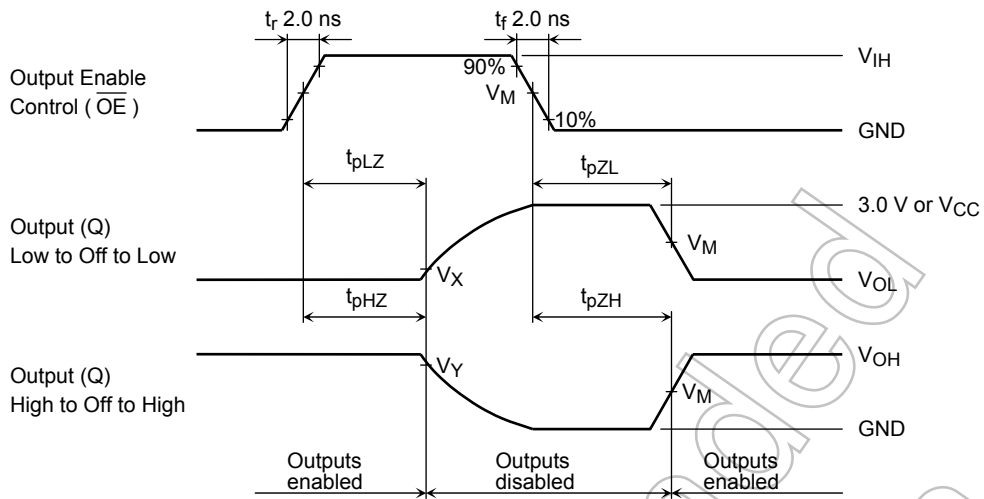 tr 2.0 ns
tf 2.0 ns
Output Enable
Control ( OE )
90%
VM
10%
VIH
GND
tpLZ
tpZL
3.0 V or VCC
Output (Q)
Low to Off to Low
VX
VM
VOL
tpHZ
tpZH
VOH
Output (Q)
High to Off to High
VY
VM
GND
Outputs
enabled
Outputs
disabled
Outputs
enabled